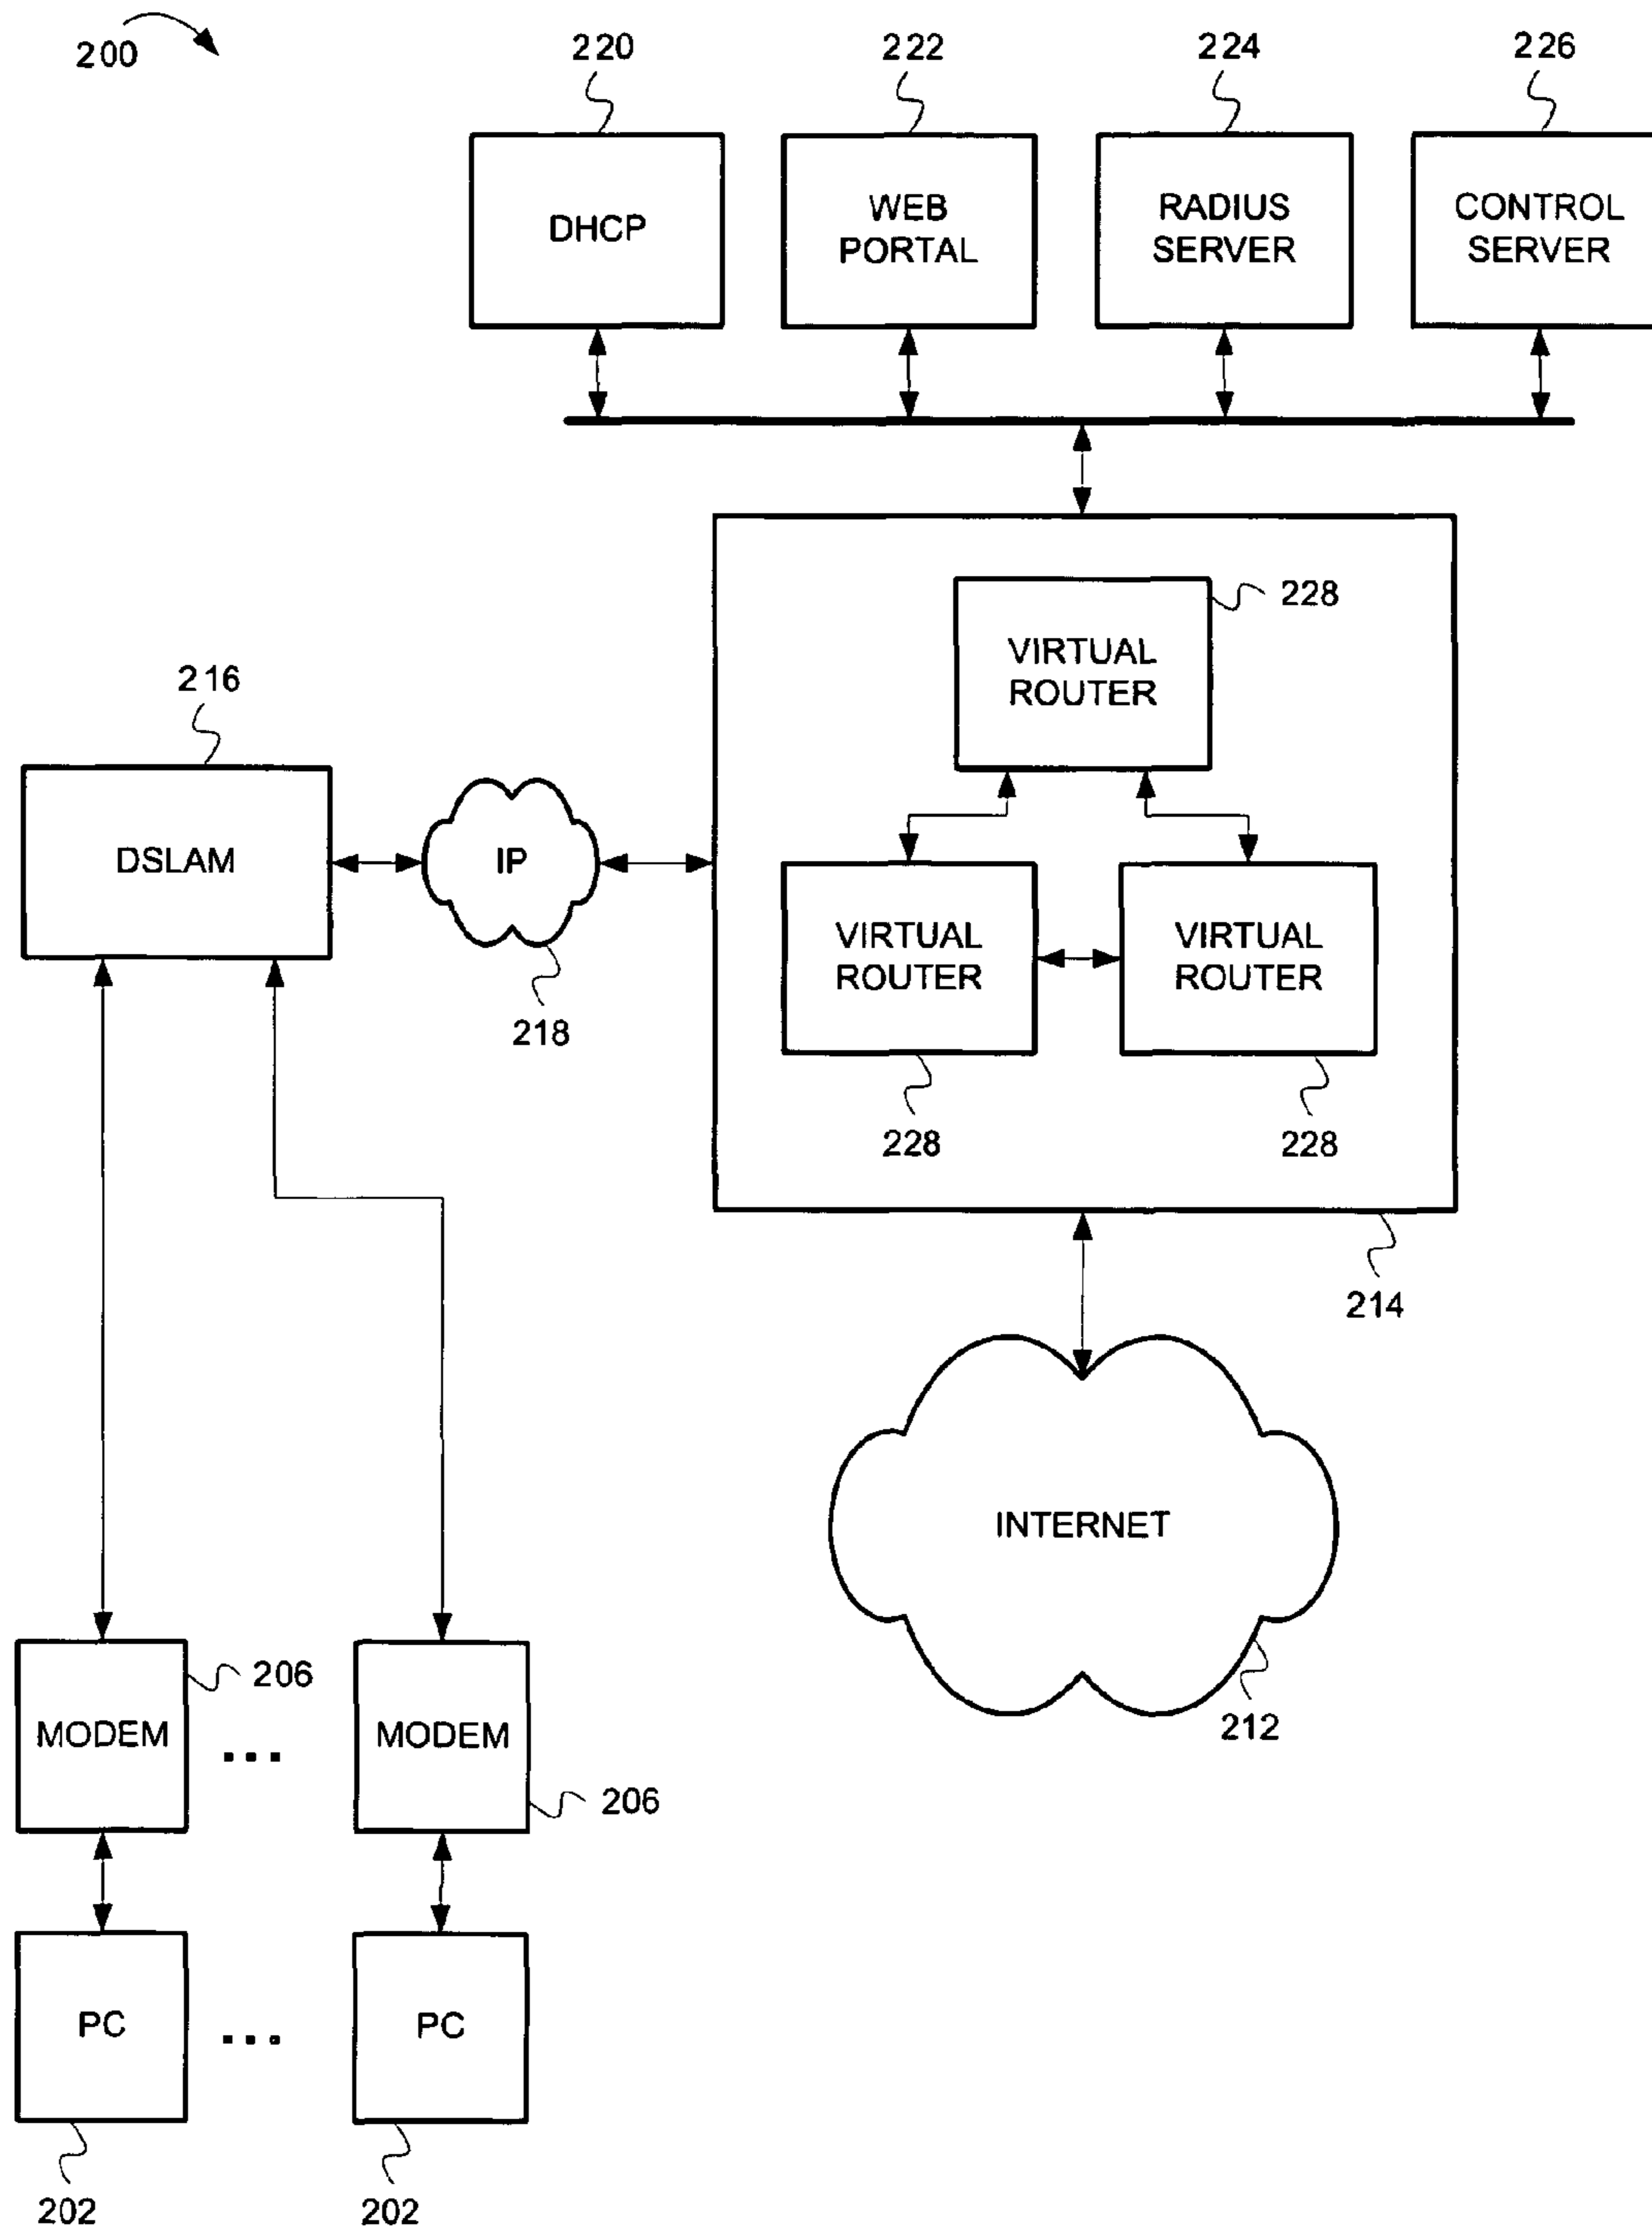 200
220
222
224
226
DHCP
WEB
PORTAL
RADIUS
SERVER
CONTROL
SERVER
228
VIRTUAL
ROUTER
216
DSLAM
IP
218
VIRTUAL
ROUTER
VIRTUAL
ROUTER
228
228
214
INTERNET
212
206
MODEM
...
MODEM
206
PC
...
PC
202
202